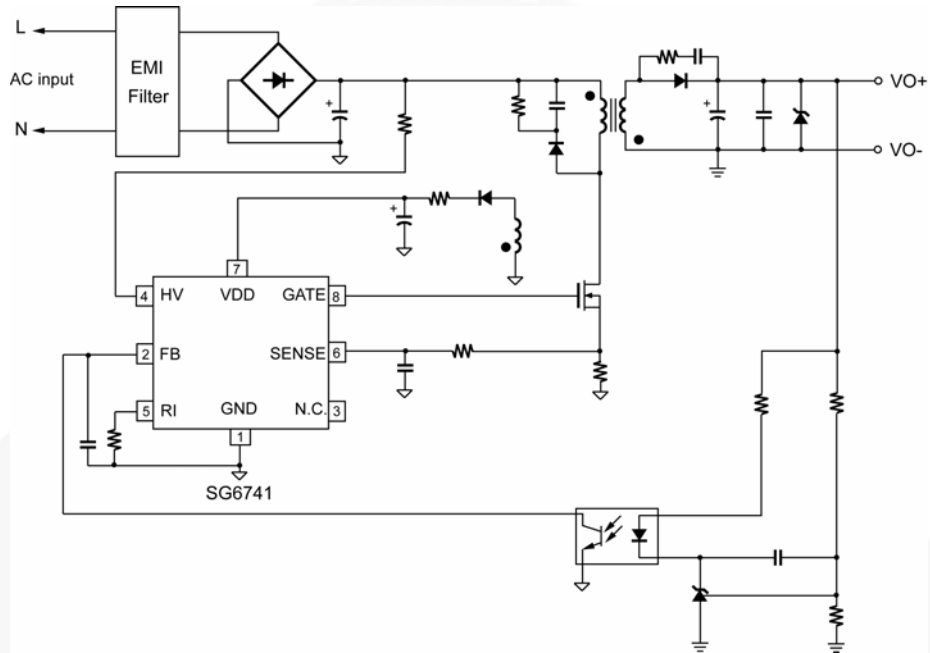 L
AC input
N
EMI
Filter
+
+
VO+
VO-
+
7
4 HV VDD GATE 8
2 FB SENSE 6
5 RI GND N.C. 3
1
SG6741